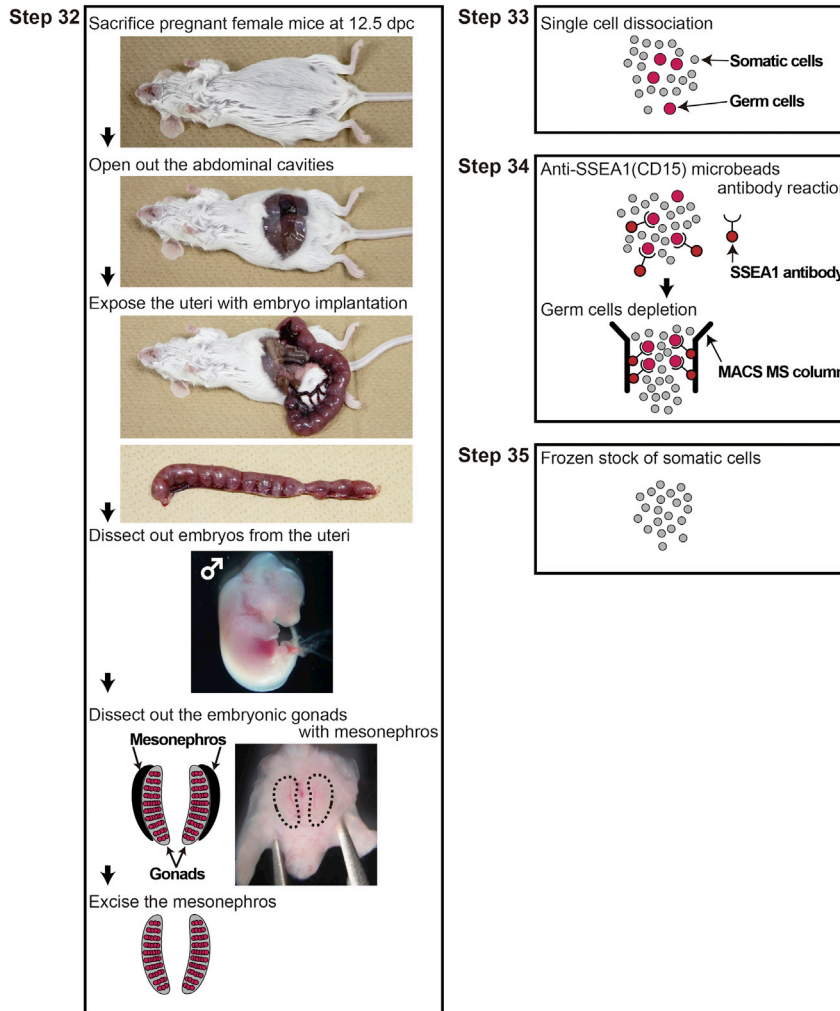 Step 32
Sacrifice pregnant female mice at 12.5 dpc
Open out the abdominal cavities
Expose the uteri with embryo implantation
Dissect out embryos from the uteri
♂
Dissect out the embryonic gonads
with mesonephros
Mesonephros
Gonads
Excise the mesonephros
Step 33
Single cell dissociation
Somatic cells
Germ cells
Step 34
Anti-SSEA1(CD15) microbeads
antibody reaction
SSEA1 antibody
Germ cells depletion
MACS MS column
Step 35
Frozen stock of somatic cells